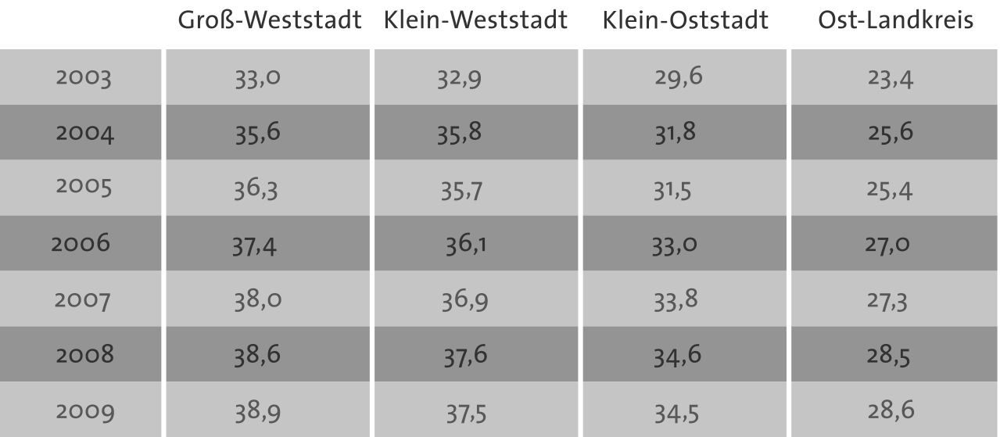 Groß-Weststadt Klein-Weststadt Klein-Oststadt Ost-Landkreis
2003 33,0 32,9 29,6 23,4
2004 35,6 35,8 31,8 25,6
2005 36,3 35,7 31,5 25,4
2006 37,4 36,1 33,0 27,0
2007 38,0 36,9 33,8 27,3
2008 38,6 37,6 34,6 28,5
2009 38,9 37,5 34,5 28,6